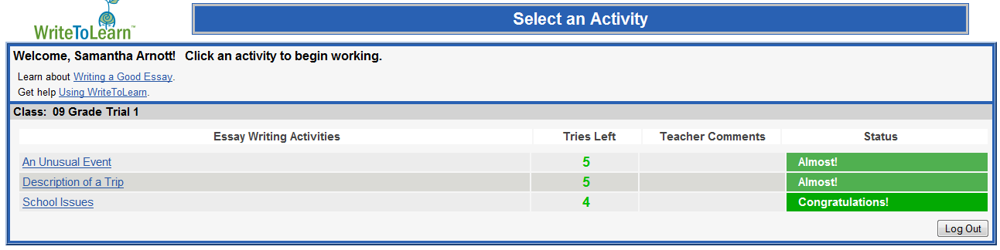 WriteToLearn™
Select an Activity
Welcome, Samantha Arnott! Click an activity to begin working.
Learn about Writing a Good Essay.
Get help Using WriteToLearn.
Class: 09 Grade Trial 1
Essay Writing Activities Tries Left Teacher Comments Status
An Unusual Event 5 Almost!
Description of a Trip 5 Almost!
School Issues 4 Congratulations!
Log Out